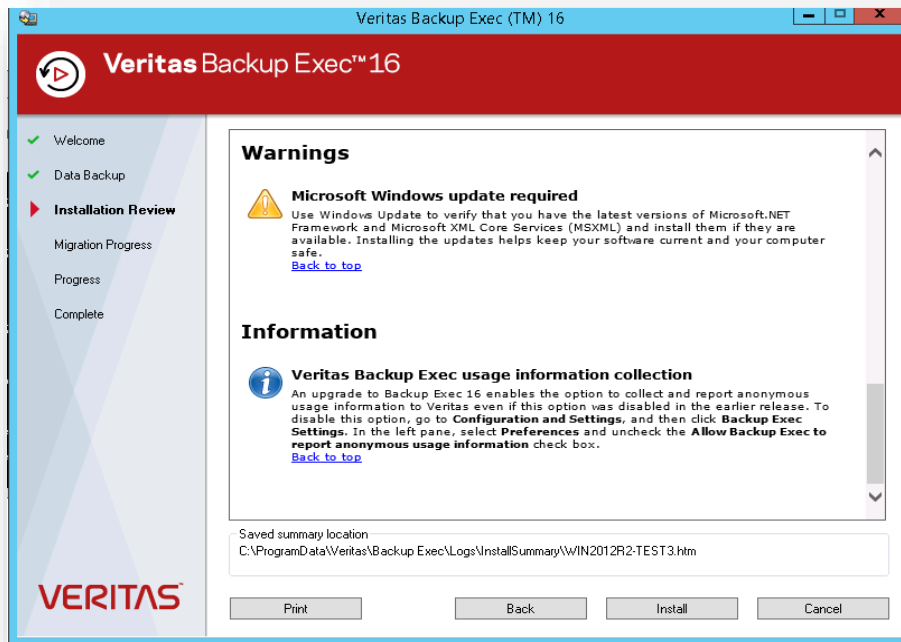 Veritas Backup Exec (TM) 16
Veritas Backup Exec™16
Welcome
Data Backup
Installation Review
Migration Progress
Progress
Complete
Warnings
Microsoft Windows update required
Use Windows Update to verify that you have the latest versions of Microsoft.NET
Framework and Microsoft XML Core Services (MSXML) and install them if they are
available. Installing the updates helps keep your software current and your computer
safe.
Back to top
Information
Veritas Backup Exec usage information collection
An upgrade to Backup Exec 16 enables the option to collect and report anonymous
usage information to Veritas even if this option was disabled in the earlier release. To
disable this option, go to Configuration and Settings, and then click Backup Exec
Settings. In the left pane, select Preferences and uncheck the Allow Backup Exec to
report anonymous usage information check box.
Back to top
Saved summary location
C:\ProgramData\Veritas\Backup Exec\Logs\InstallSummary\WIN2012R2-TEST3.htm
VERITAS
Print
Back
Install
Cancel